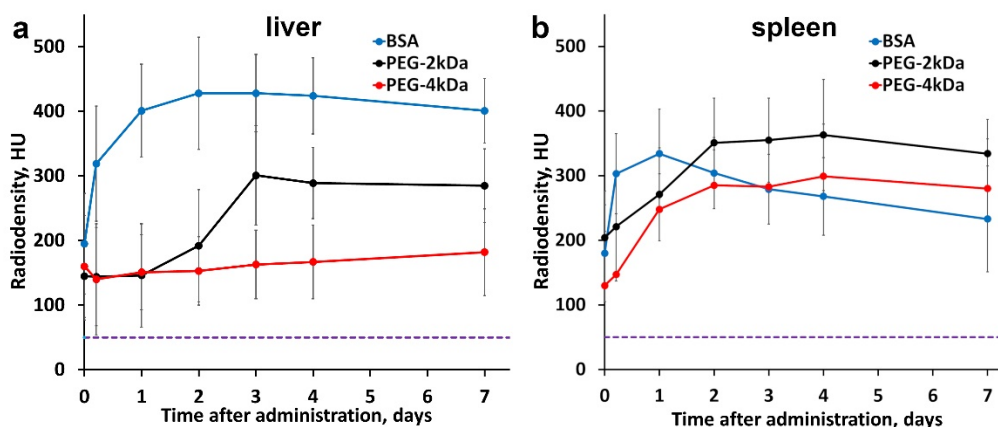 a
liver
BSA
PEG-2kDa
PEG-4kDa
Radiodensity, HU
500
400
300
200
100
0
0 1 2 3 4 5 6 7
Time after administration, days
b
spleen
BSA
PEG-2kDa
PEG-4kDa
Radiodensity, HU
500
400
300
200
100
0
0 1 2 3 4 5 6 7
Time after administration, days